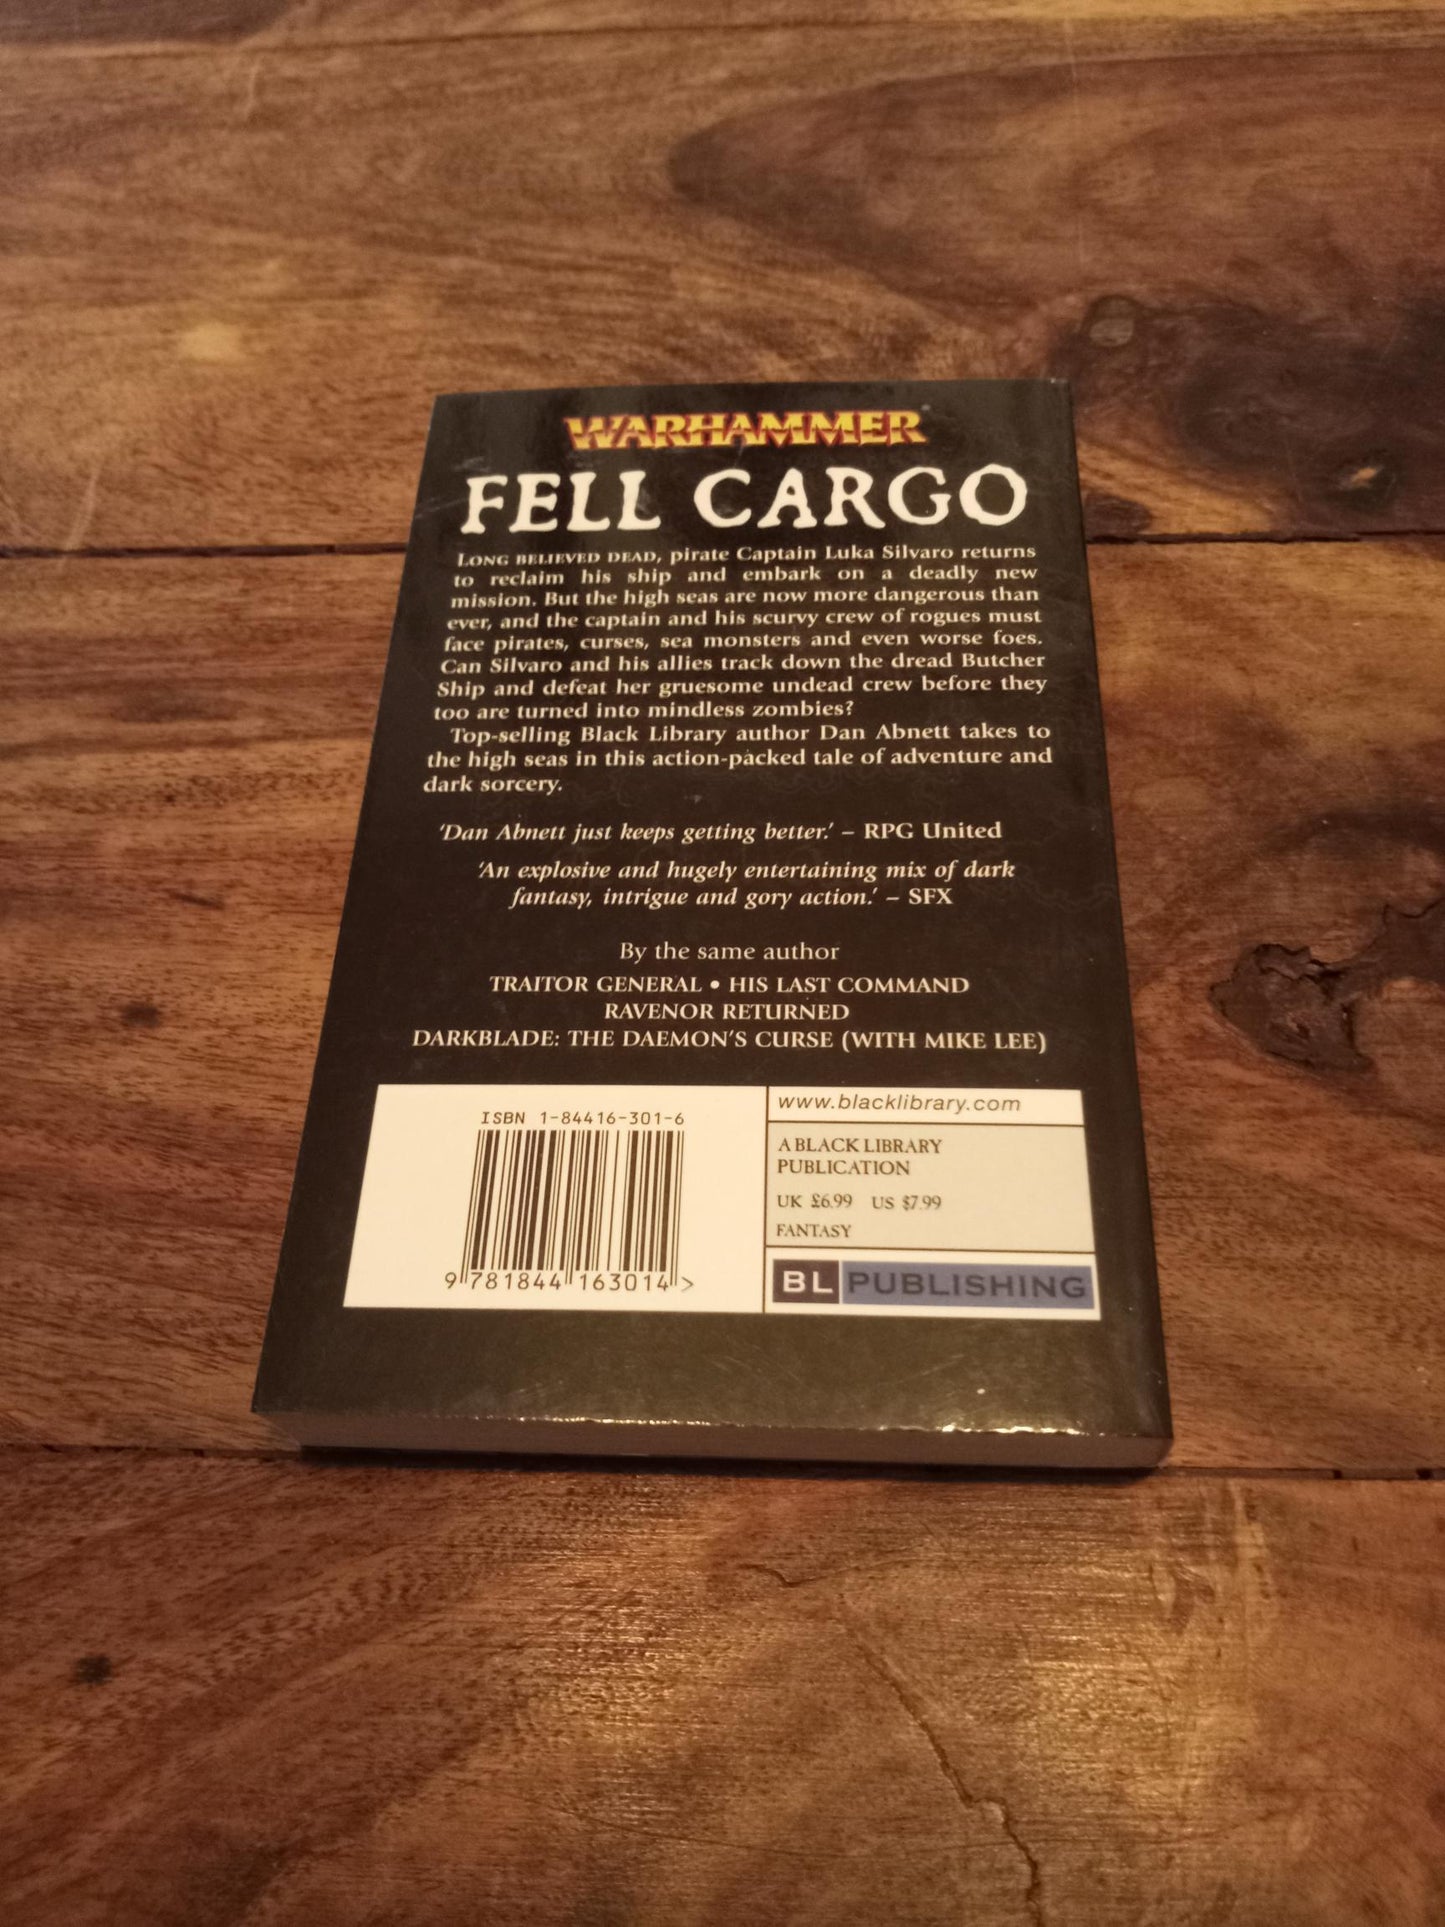 WARHAMMER
FELL CARGO
LONG BELIEVED DEAD, pirate Captain Luka Silvaro returns
to reclaim his ship and embark on a deadly new
mission. But the high seas are now more dangerous than
ever, and the captain and his scurvy crew of rogues must
face pirates, curses, sea monsters and even worse foes.
Can Silvaro and his allies track down the dread Butcher
Ship and defeat her gruesome undead crew before they
too are turned into mindless zombies?
Top-selling Black Library author Dan Abnett takes to
the high seas in this action-packed tale of adventure and
dark sorcery.
'Dan Abnett just keeps getting better.' – RPG United
'An explosive and hugely entertaining mix of dark
fantasy, intrigue and gory action.' – SFX
By the same author
TRAITOR GENERAL • HIS LAST COMMAND
RAVENOR RETURNED
DARKBLADE: THE DAEMON'S CURSE (WITH MIKE LEE)
ISBN 1-84416-301-6
9 781844 163014 >
www.blacklibrary.com
A BLACK LIBRARY
PUBLICATION
UK £6.99 US $7.99
FANTASY
BL PUBLISHING